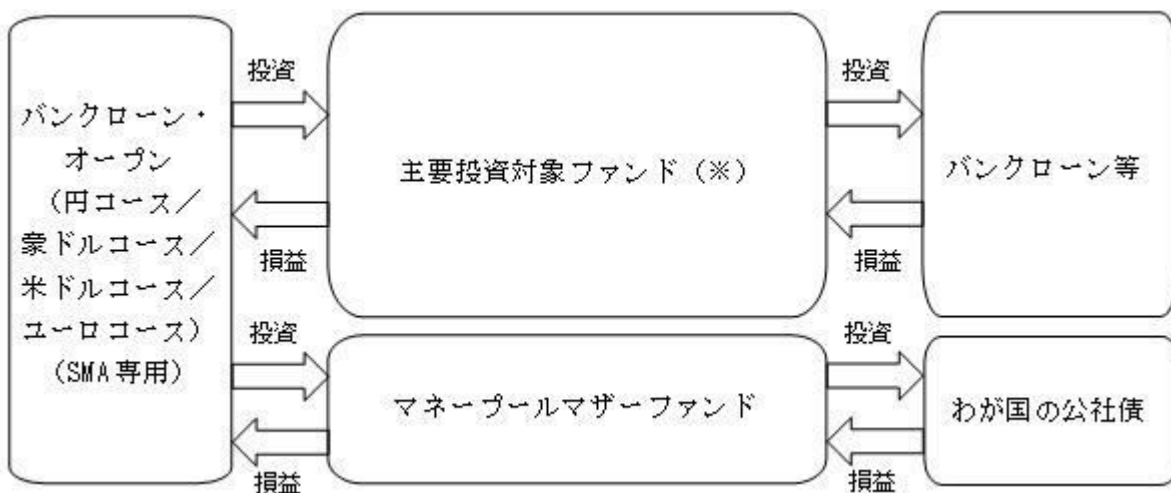 バンクローン・
オープン
（円コース／
豪ドルコース／
米ドルコース／
ユーロコース）
（SMA専用）
投資
損益
主要投資対象ファンド（※）
投資
損益
バンクローン等
投資
損益
マネープールマザーファンド
投資
損益
わが国の公社債